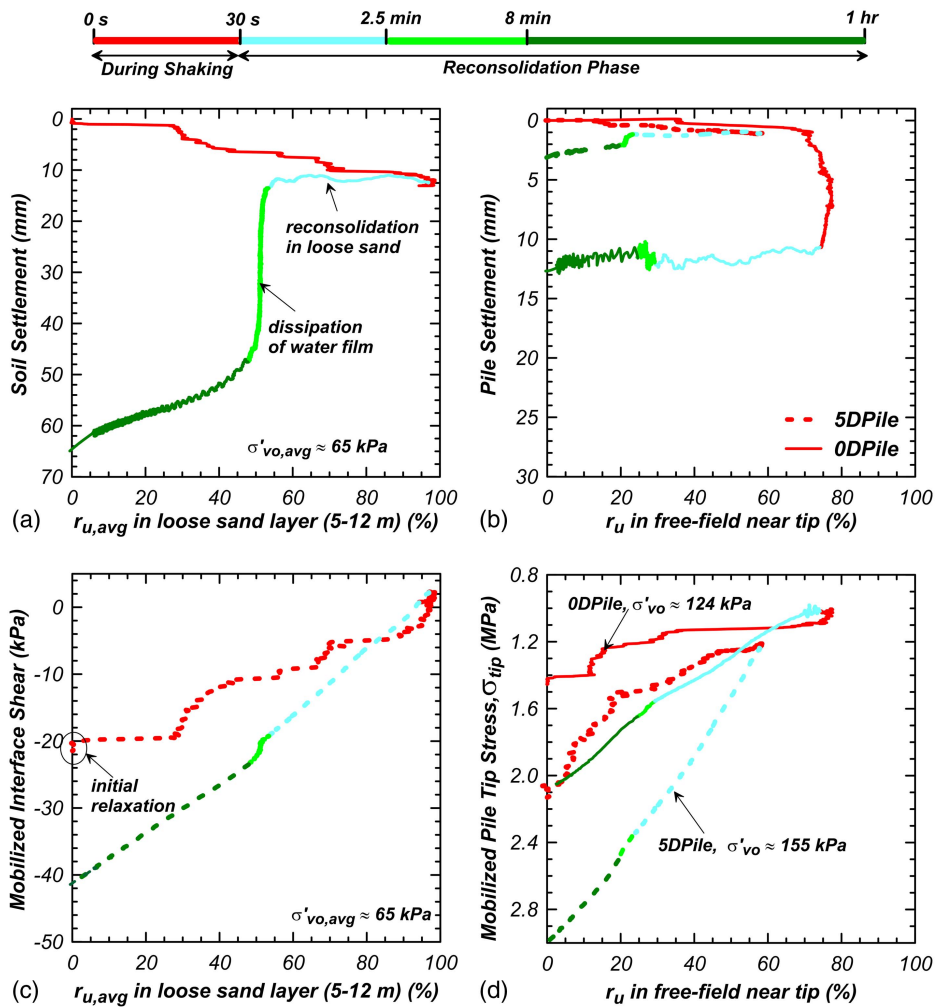 0 s 30 s 2.5 min 8 min 1 hr
During Shaking Reconsolidation Phase
0
10
20
30
40
50
60
70
Soil Settlement (mm)
reconsolidation
in loose sand
dissipation
of water film
σ'vo,avg ≈ 65 kPa
0 20 40 60 80 100
(a) ru,avg in loose sand layer (5-12 m) (%)
0
5
10
15
20
25
30
Pile Settlement (mm)
5DPile
0DPile
0 20 40 60 80 100
(b) ru in free-field near tip (%)
0
-10
-20
-30
-40
-50
Mobilized Interface Shear (kPa)
initial
relaxation
σ'vo,avg ≈ 65 kPa
0 20 40 60 80 100
(c) ru,avg in loose sand layer (5-12 m) (%)
0.8
1.2
1.6
2.0
2.4
2.8
Mobilized Pile Tip Stress, σtip (MPa)
0DPile, σ'vo ≈ 124 kPa
5DPile, σ'vo ≈ 155 kPa
0 20 40 60 80 100
(d) ru in free-field near tip (%)